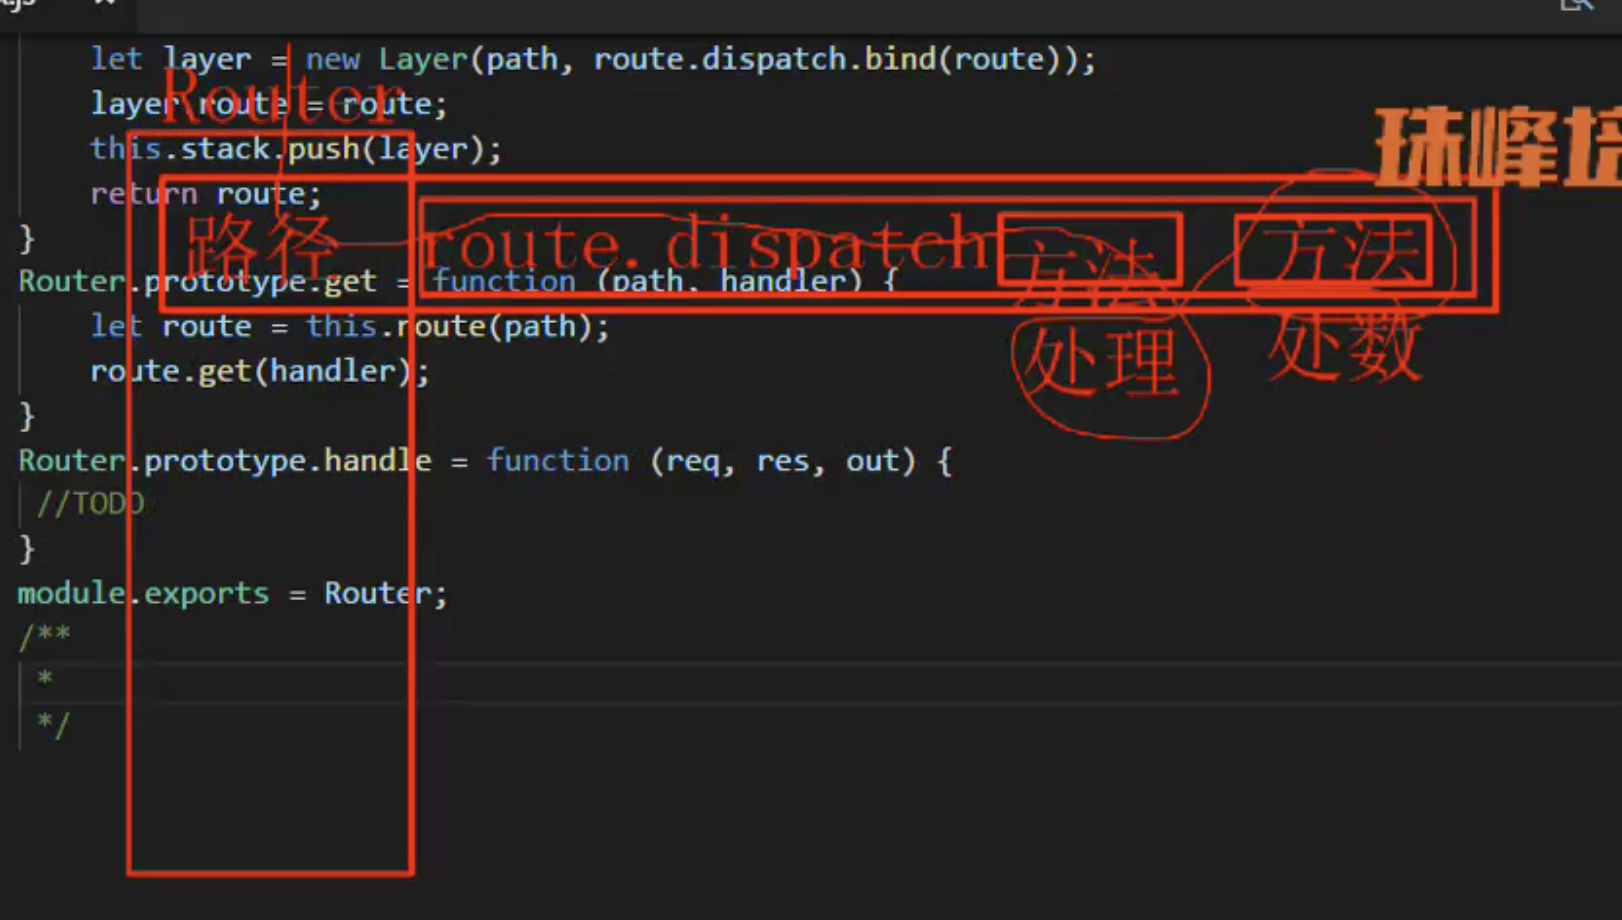 let layer = new Layer(path, route.dispatch.bind(route));
Router
layer route = route;
this.stack.push(layer);
珠峰培
return route;
}
路径 route.dispatch 方法 方法
Router.prototype.get = function (path, handler) {
let route = this.route(path);
处理 处数
route.get(handler);
}
Router.prototype.handle = function (req, res, out) {
//TODO
}
module.exports = Router;
/**
*
*/